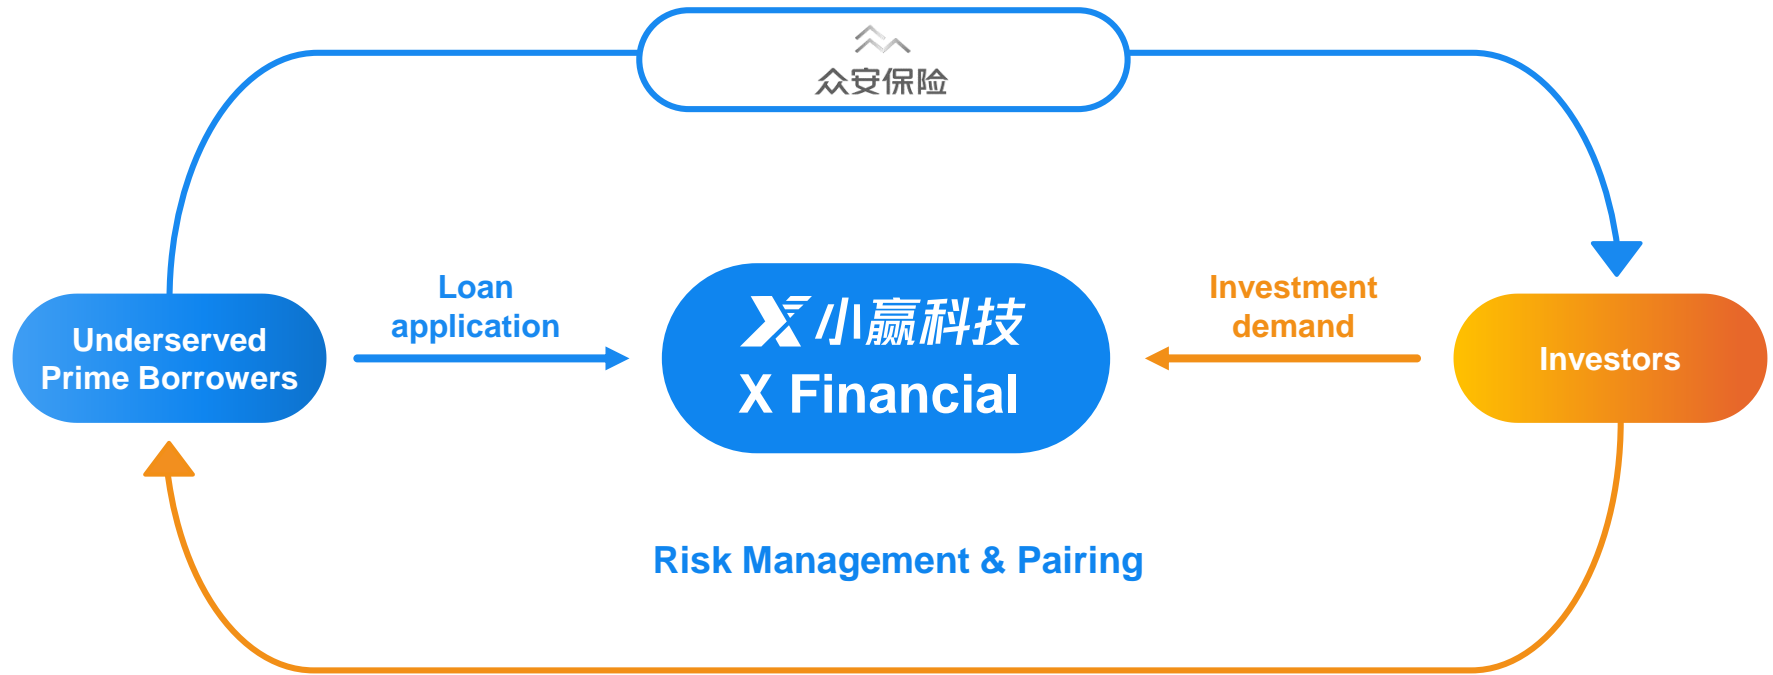 众安保险
Loan
application
Investment
demand
Underserved
Prime Borrowers
小赢科技
X Financial
Investors
Risk Management & Pairing